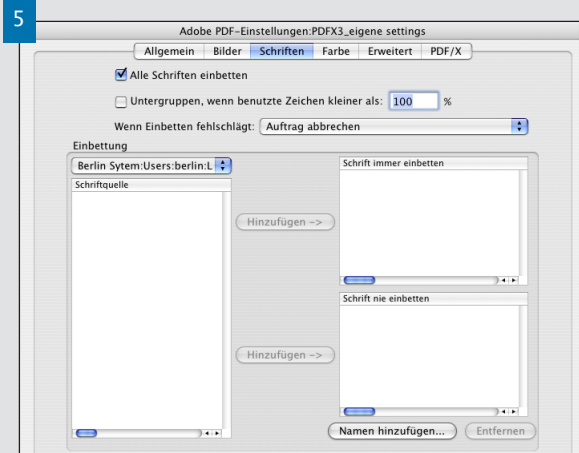 5
Adobe PDF-Einstellungen:PDFX3_eigene settings
Allgemein Bilder Schriften Farbe Erweitert PDF/X
Alle Schriften einbetten
Untergruppen, wenn benutzte Zeichen kleiner als: 100 %
Wenn Einbetten fehlschlägt: Auftrag abbrechen
Einbettung
Berlin Sytem:Users:berlin:L
Schriftquelle
Schrift immer einbetten
Hinzufügen ->
Schrift nie einbetten
Hinzufügen ->
Namen hinzufügen... Entfernen